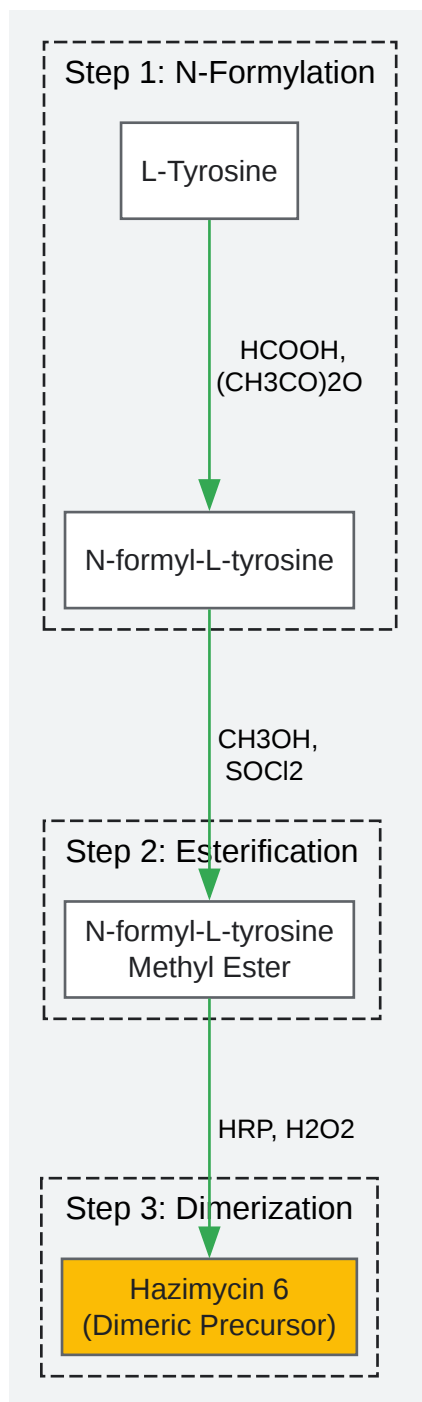 Step 1: N-Formylation
L-Tyrosine
HCOOH,
(CH3CO)2O
N-formyl-L-tyrosine
CH3OH,
SOCl2
Step 2: Esterification
N-formyl-L-tyrosine
Methyl Ester
HRP, H2O2
Step 3: Dimerization
Hazimycin 6
(Dimeric Precursor)